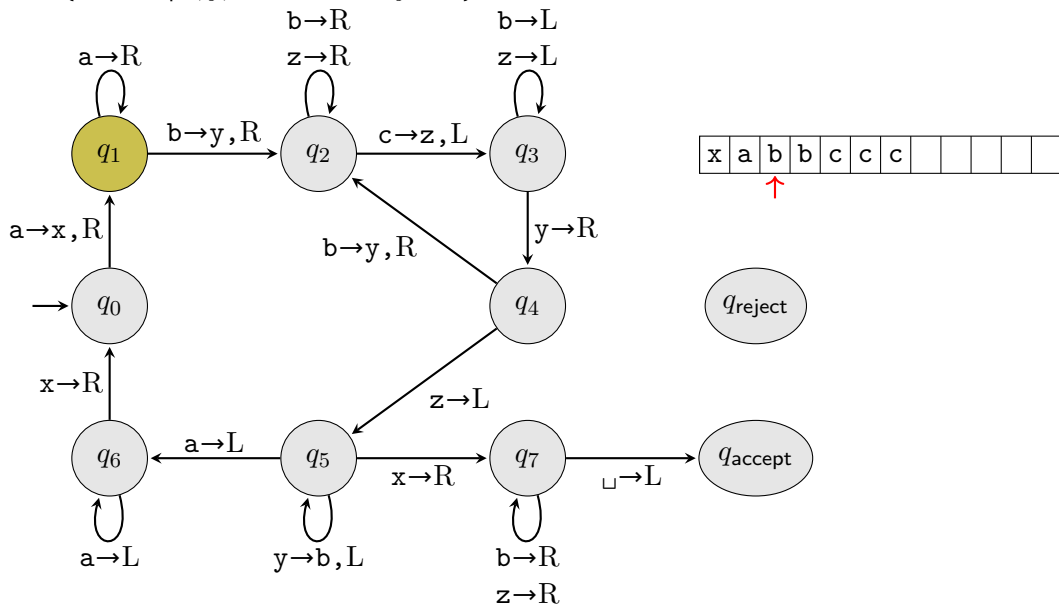 b→R b→L
a→R z→R z→L
q1 b→y,R q2 c→z,L q3 x a b b c c c
a→x,R b→y,R y→R
q0 q4 qreject
x→R z→L
q6 a→L q5 x→R q7 ␣→L qaccept
a→L y→b,L b→R
z→R